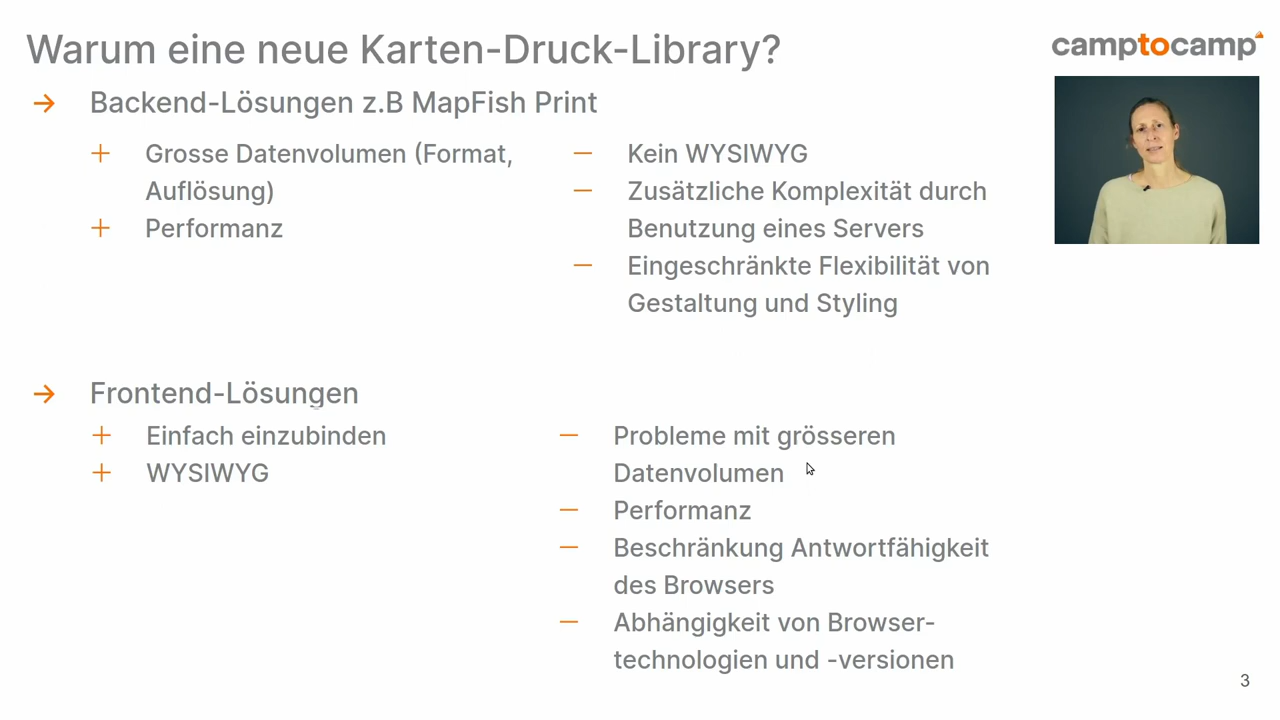 Warum eine neue Karten-Druck-Library?
camptocamp
→ Backend-Lösungen z.B MapFish Print
+ Grosse Datenvolumen (Format,
Auflösung)
+ Performanz
− Kein WYSIWYG
− Zusätzliche Komplexität durch
Benutzung eines Servers
− Eingeschränkte Flexibilität von
Gestaltung und Styling
→ Frontend-Lösungen
+ Einfach einzubinden
+ WYSIWYG
− Probleme mit grösseren
Datenvolumen
− Performanz
− Beschränkung Antwortfähigkeit
des Browsers
− Abhängigkeit von Browser-
technologien und -versionen
3